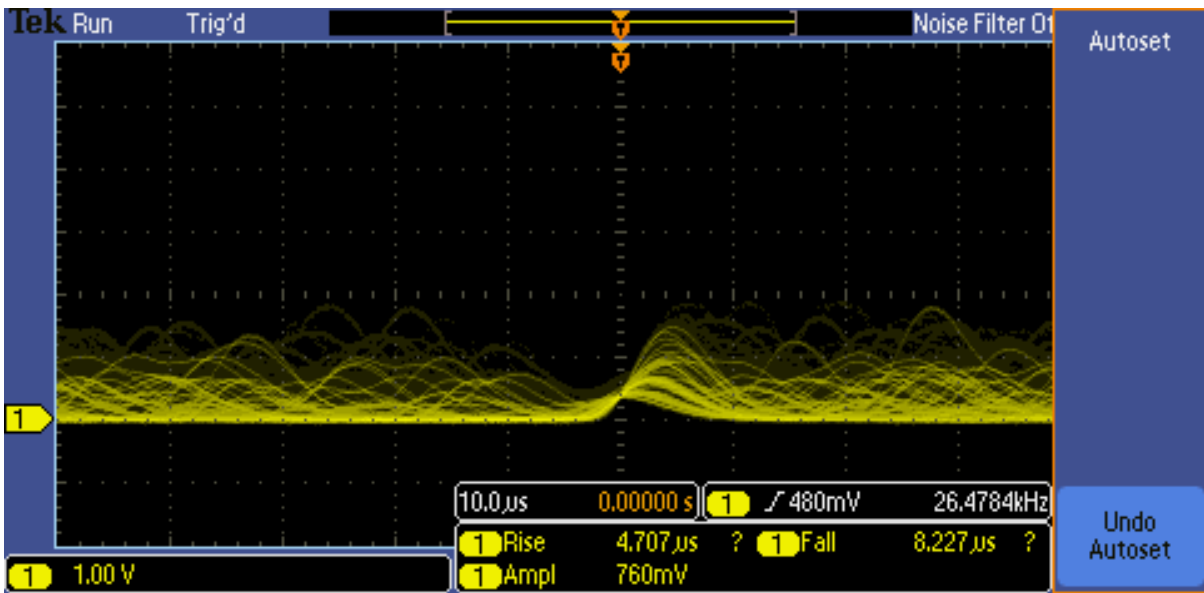 Tek Run Trig'd Noise Filter Of
Autoset
T
T
1
10.0µs 0.00000 s
1 480mV 26.4784kHz
1 Rise 4.707µs ? 1 Fall 8.227µs ?
1 Ampl 760mV
1 1.00 V
Undo
Autoset